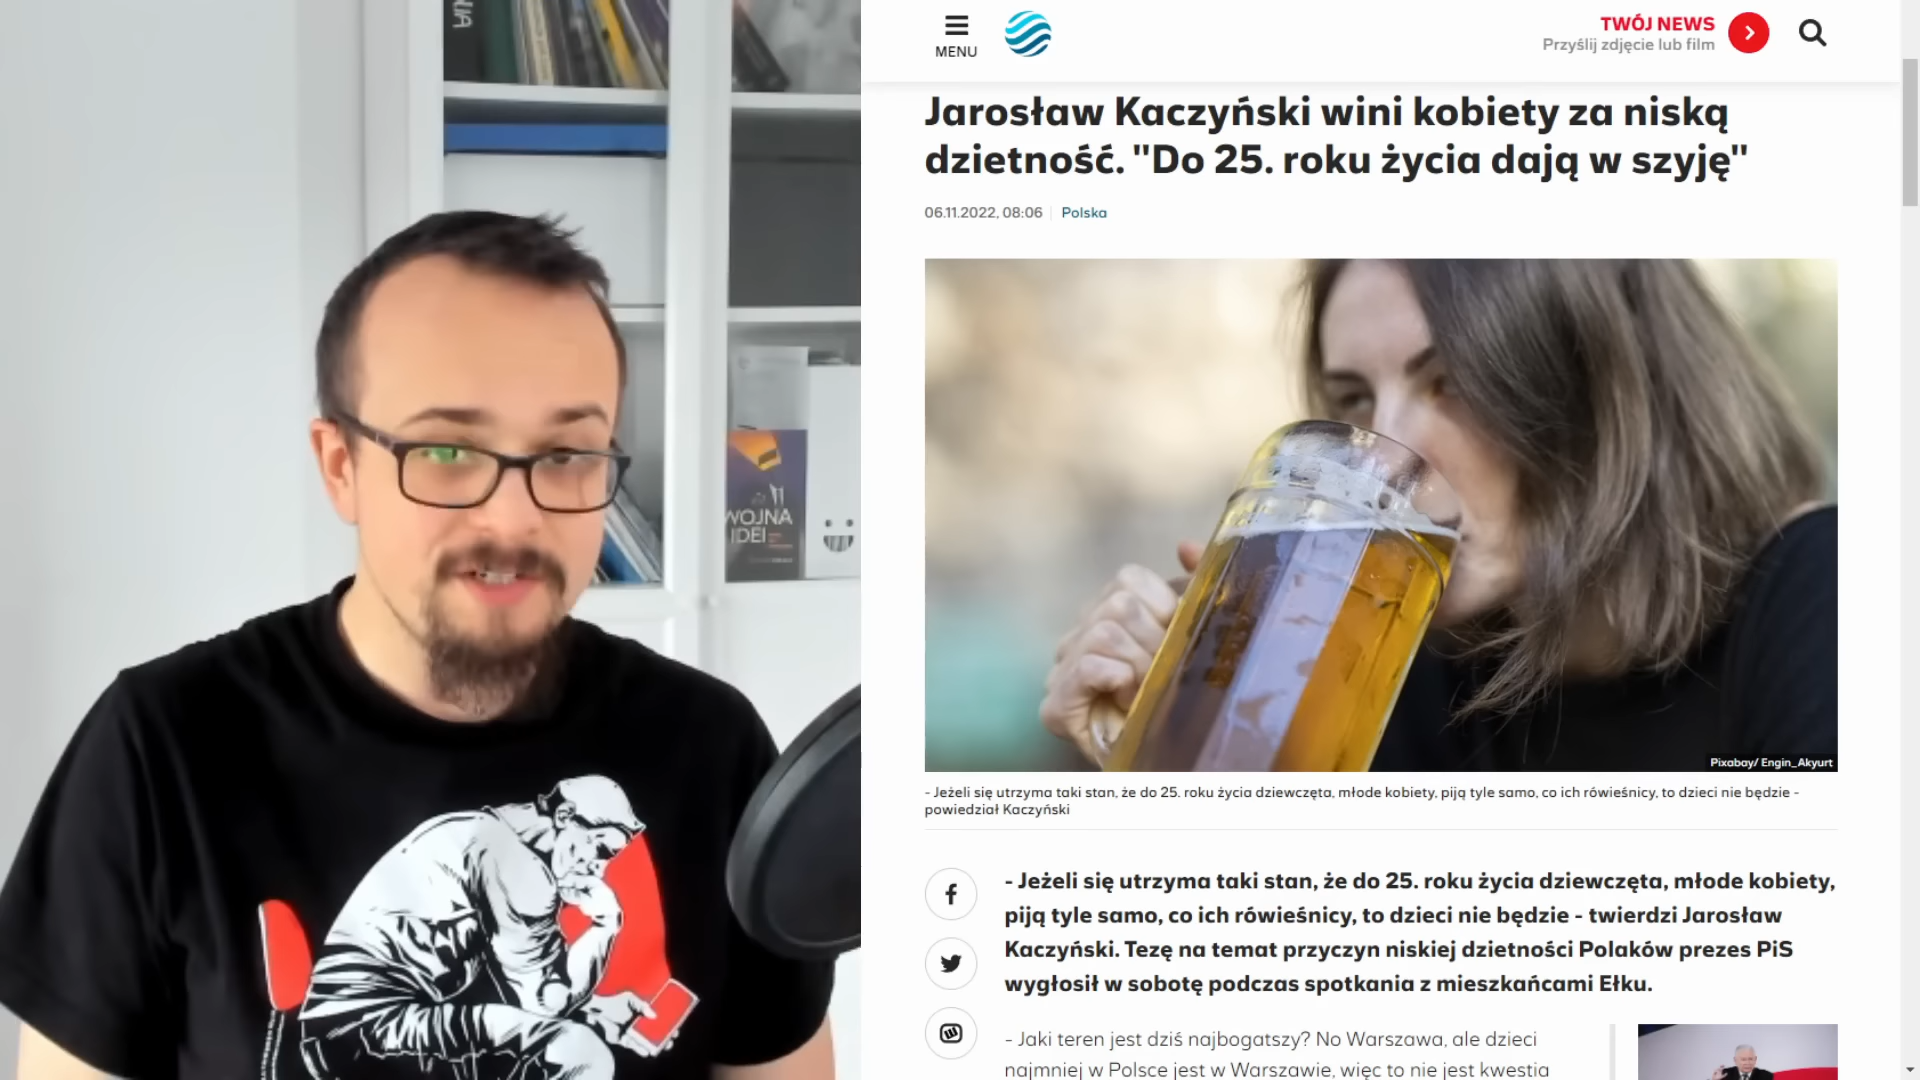 WOJNA
IDEI
MENU
TWÓJ NEWS
Przyślij zdjęcie lub film
Jarosław Kaczyński wini kobiety za niską
dzietność. "Do 25. roku życia dają w szyję"
06.11.2022, 08:06 Polska
Pixabay/ Engin_Akyurt
- Jeżeli się utrzyma taki stan, że do 25. roku życia dziewczęta, młode kobiety, piją tyle samo, co ich rówieśnicy, to dzieci nie będzie -
powiedział Kaczyński
- Jeżeli się utrzyma taki stan, że do 25. roku życia dziewczęta, młode kobiety,
piją tyle samo, co ich rówieśnicy, to dzieci nie będzie - twierdzi Jarosław
Kaczyński. Tezę na temat przyczyn niskiej dzietności Polaków prezes PiS
wygłosił w sobotę podczas spotkania z mieszkańcami Ełku.
- Jaki teren jest dziś najbogatszy? No Warszawa, ale dzieci
najmniej w Polsce jest w Warszawie, więc to nie jest kwestia